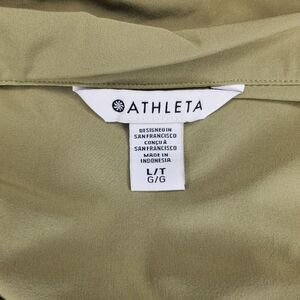 ATHLETA
DESIGNED IN
SAN FRANCISCO
CONÇU À
SAN FRANCISCO
MADE IN
INDONESIA
L/T
G/G